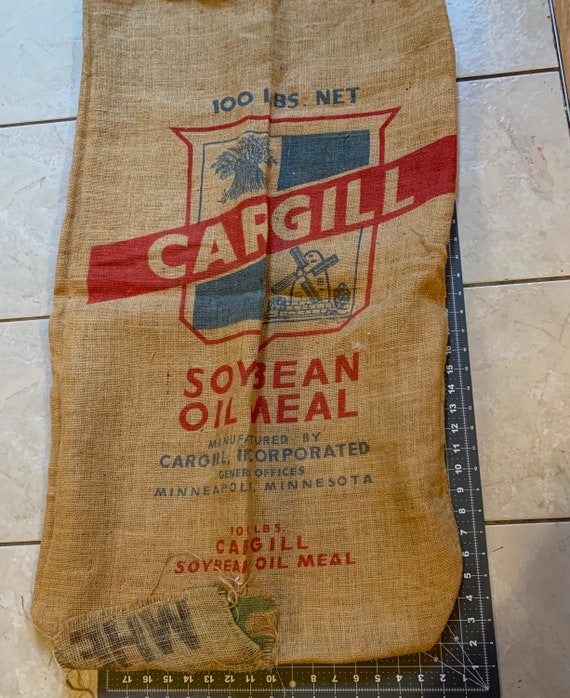 100 LBS. NET
CARGILL
SOYBEAN
OIL MEAL
MANUFACTURED BY
CARGILL, INCORPORATED
GENERAL OFFICES
MINNEAPOLIS, MINNESOTA
100 LBS.
CARGILL
SOYBEAN OIL MEAL